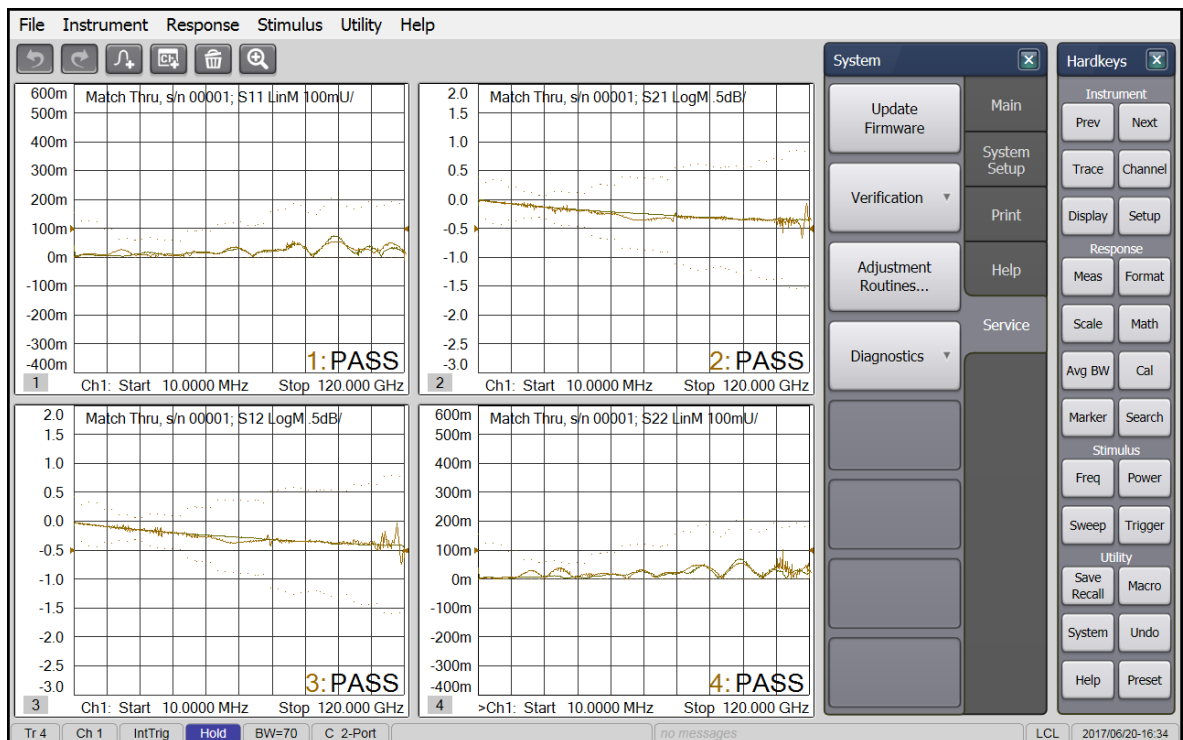 File Instrument Response Stimulus Utility Help
600m
500m
400m
300m
200m
100m
0m
-100m
-200m
-300m
-400m
Match Thru, s/n 00001; S11 LinM 100mU/
1: PASS
1
Ch1: Start 10.0000 MHz Stop 120.000 GHz
2.0
1.5
1.0
0.5
0.0
-0.5
-1.0
-1.5
-2.0
-2.5
-3.0
Match Thru, s/n 00001; S21 LogM .5dB/
2: PASS
2
Ch1: Start 10.0000 MHz Stop 120.000 GHz
2.0
1.5
1.0
0.5
0.0
-0.5
-1.0
-1.5
-2.0
-2.5
-3.0
Match Thru, s/n 00001; S12 LogM .5dB/
3: PASS
3
Ch1: Start 10.0000 MHz Stop 120.000 GHz
600m
500m
400m
300m
200m
100m
0m
-100m
-200m
-300m
-400m
Match Thru, s/n 00001; S22 LinM 100mU/
4: PASS
4
>Ch1: Start 10.0000 MHz Stop 120.000 GHz
System
Update
Firmware
Verification
Adjustment
Routines...
Diagnostics
Main
System
Setup
Print
Help
Service
Hardkeys
Instrument
Prev Next
Trace Channel
Display Setup
Response
Meas Format
Scale Math
Avg BW Cal
Marker Search
Stimulus
Freq Power
Sweep Trigger
Utility
Save
Recall Macro
System Undo
Help Preset
Tr 4 Ch 1 IntTrig Hold BW=70 C 2-Port no messages LCL 2017/06/20-16:34